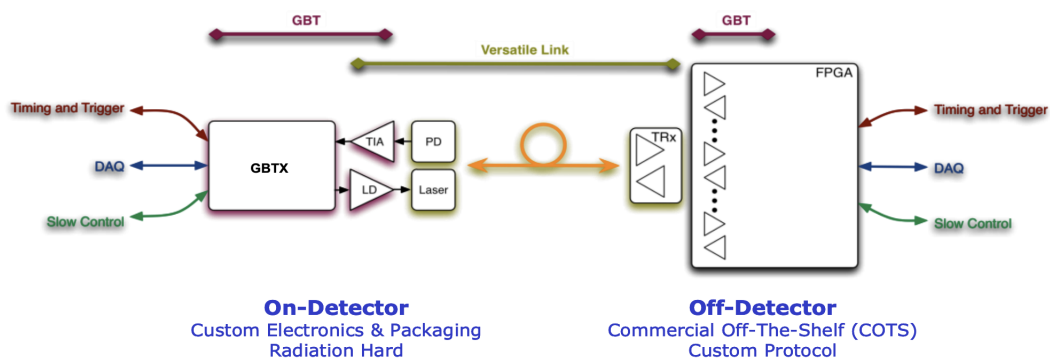 GBT
GBT
Versatile Link
FPGA
Timing and Trigger
DAQ
Slow Control
GBTX
TIA
PD
LD
Laser
TRx
Timing and Trigger
DAQ
Slow Control
On-Detector
Custom Electronics & Packaging
Radiation Hard
Off-Detector
Commercial Off-The-Shelf (COTS)
Custom Protocol